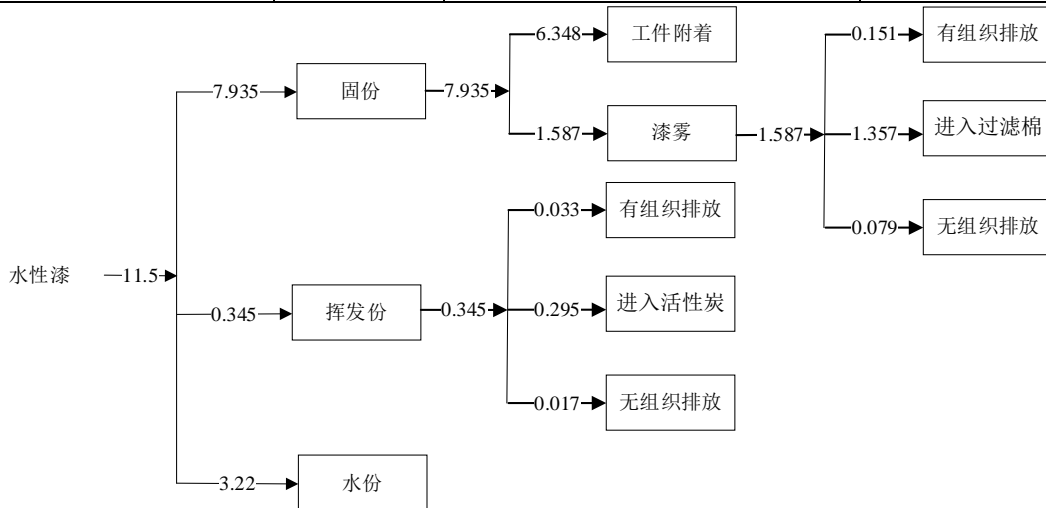 6.348
工件附着
0.151
有组织排放
7.935
固份
7.935
1.587
漆雾
1.587
1.357
进入过滤棉
0.033
有组织排放
0.079
无组织排放
水性漆
11.5
0.345
挥发份
0.345
0.295
进入活性炭
0.017
无组织排放
3.22
水份